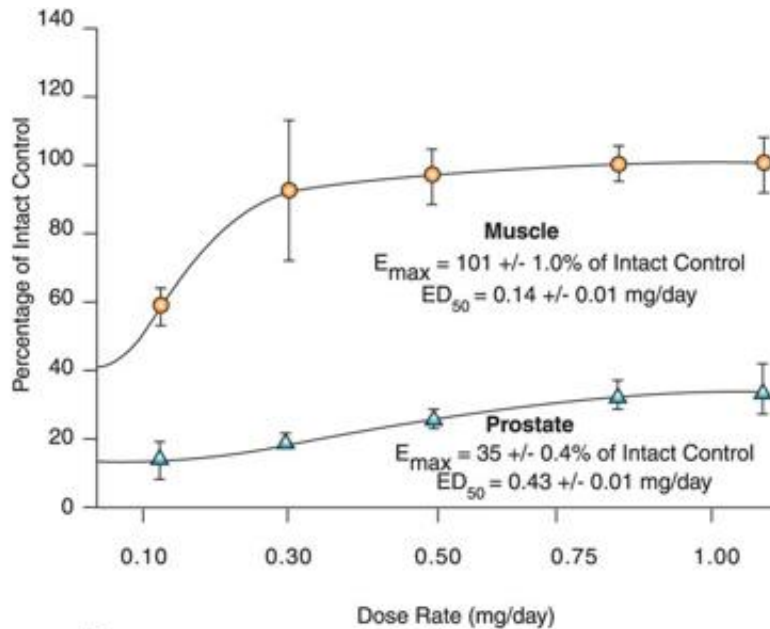 140
120
100
80
60
40
20
0
Percentage of Intact Control
Muscle
Emax = 101 +/- 1.0% of Intact Control
ED50 = 0.14 +/- 0.01 mg/day
Prostate
Emax = 35 +/- 0.4% of Intact Control
ED50 = 0.43 +/- 0.01 mg/day
0.10 0.30 0.50 0.75 1.00
Dose Rate (mg/day)